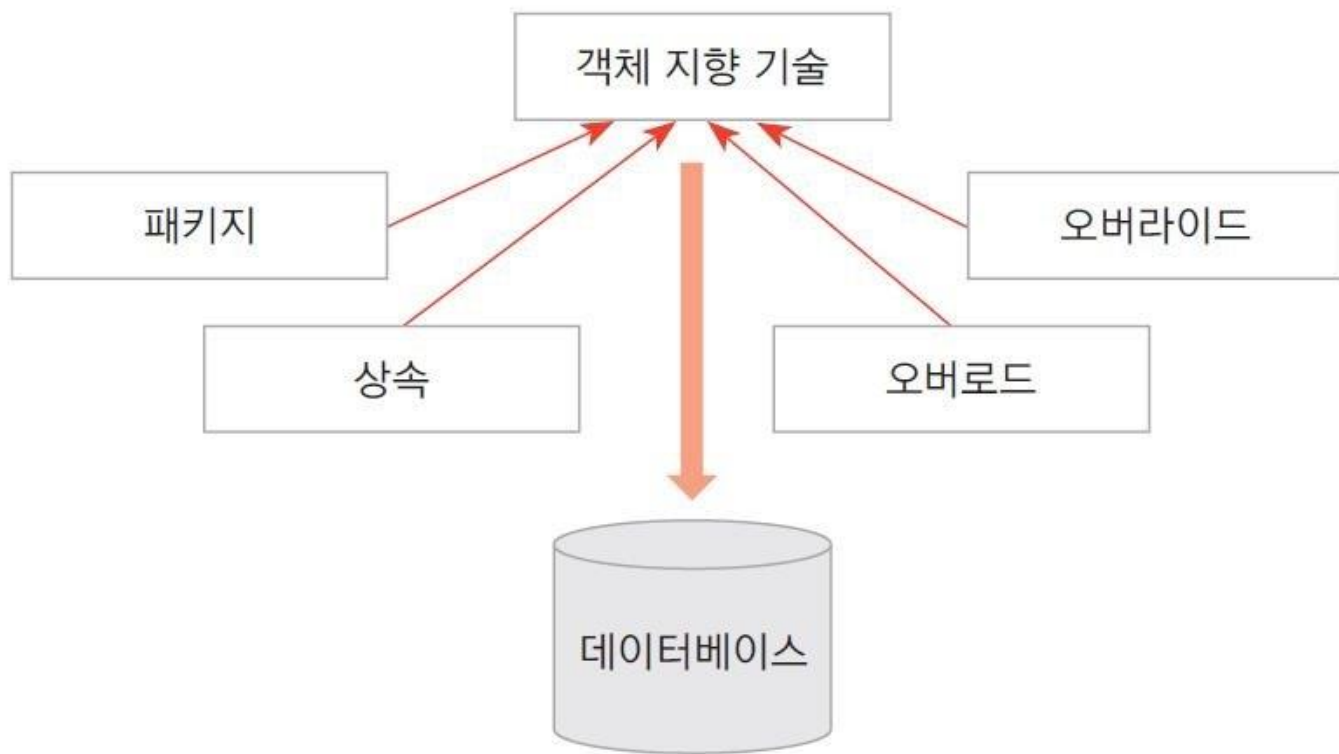 객체 지향 기술
패키지
오버라이드
상속
오버로드
데이터베이스